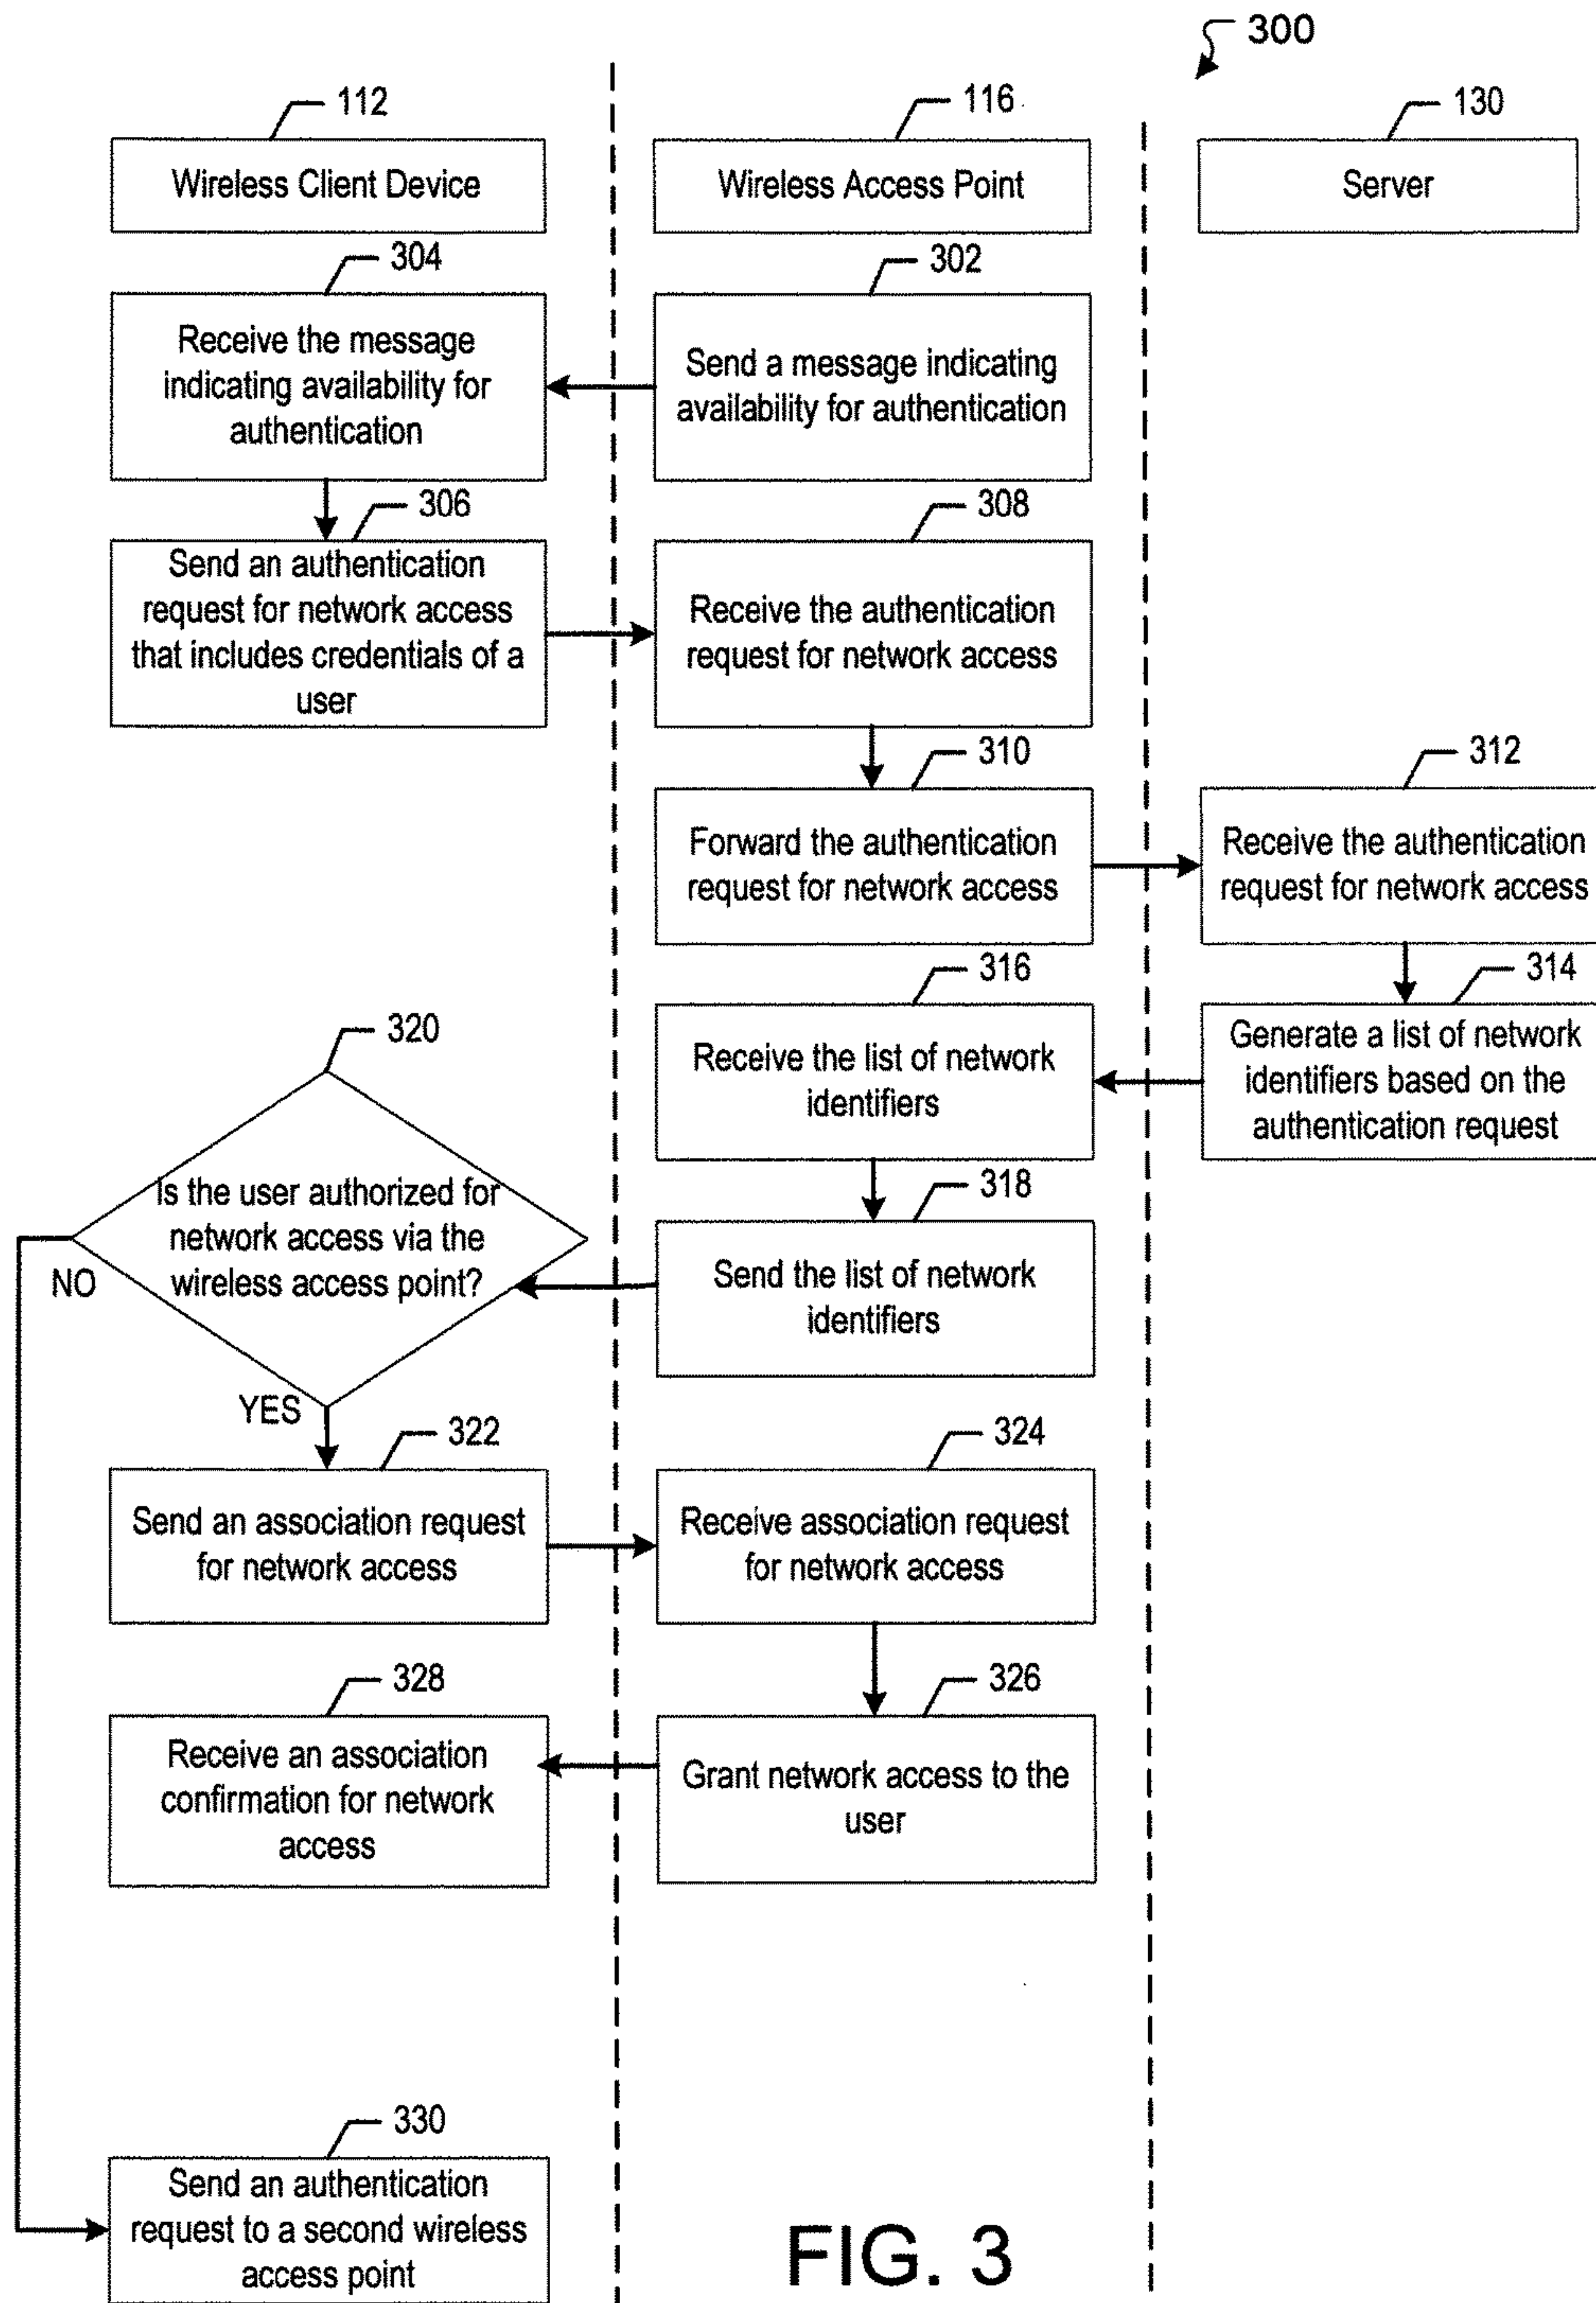 300
112
116
130
Wireless Client Device
Wireless Access Point
Server
304
302
Receive the message
indicating availability for
authentication
Send a message indicating
availability for authentication
306
308
Send an authentication
request for network access
that includes credentials of a
user
Receive the authentication
request for network access
310
312
Forward the authentication
request for network access
Receive the authentication
request for network access
316
314
Receive the list of network
identifiers
Generate a list of network
identifiers based on the
authentication request
320
318
Is the user authorized for
network access via the
wireless access point?
NO
YES
Send the list of network
identifiers
322
324
Send an association request
for network access
Receive association request
for network access
328
326
Receive an association
confirmation for network
access
Grant network access to the
user
330
Send an authentication
request to a second wireless
access point
FIG. 3